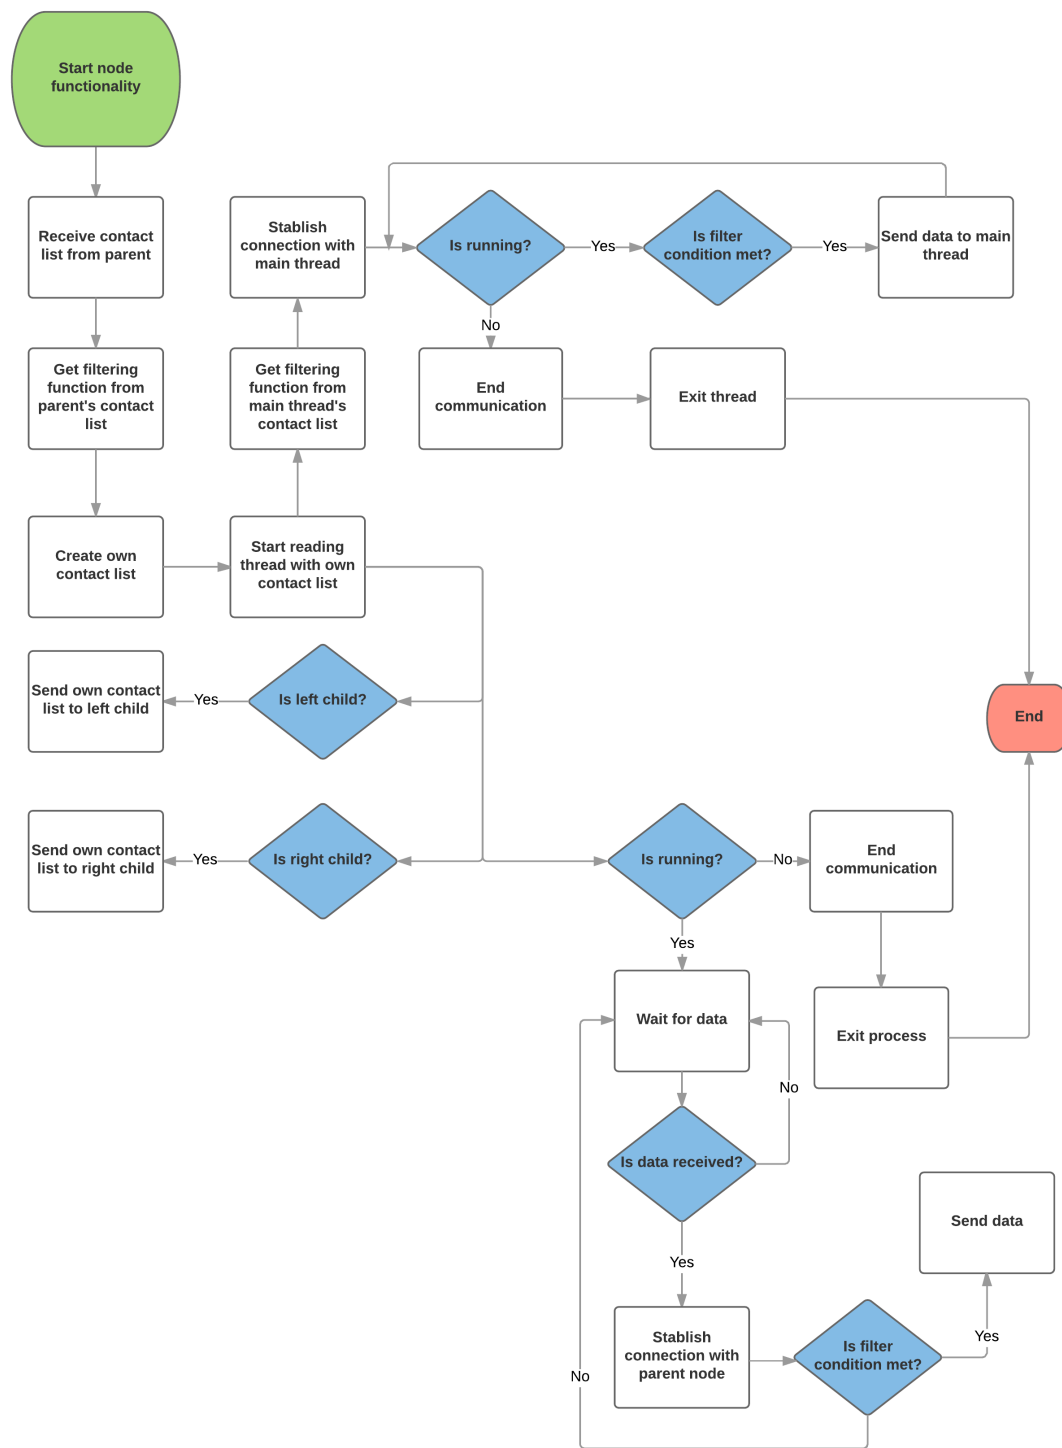 Start node
functionality
Receive contact
list from parent
Stablish
connection with
main thread
Is running?
Yes
Is filter
condition met?
Yes
Send data to main
thread
No
Get filtering
function from
parent's contact
list
Get filtering
function from
main thread's
contact list
End
communication
Exit thread
Create own
contact list
Start reading
thread with own
contact list
Send own contact
list to left child
Yes
Is left child?
End
Send own contact
list to right child
Yes
Is right child?
Is running?
No
End
communication
Yes
Wait for data
Exit process
No
Is data received?
Yes
Send data
Stablish
connection with
parent node
Is filter
condition met?
Yes
No